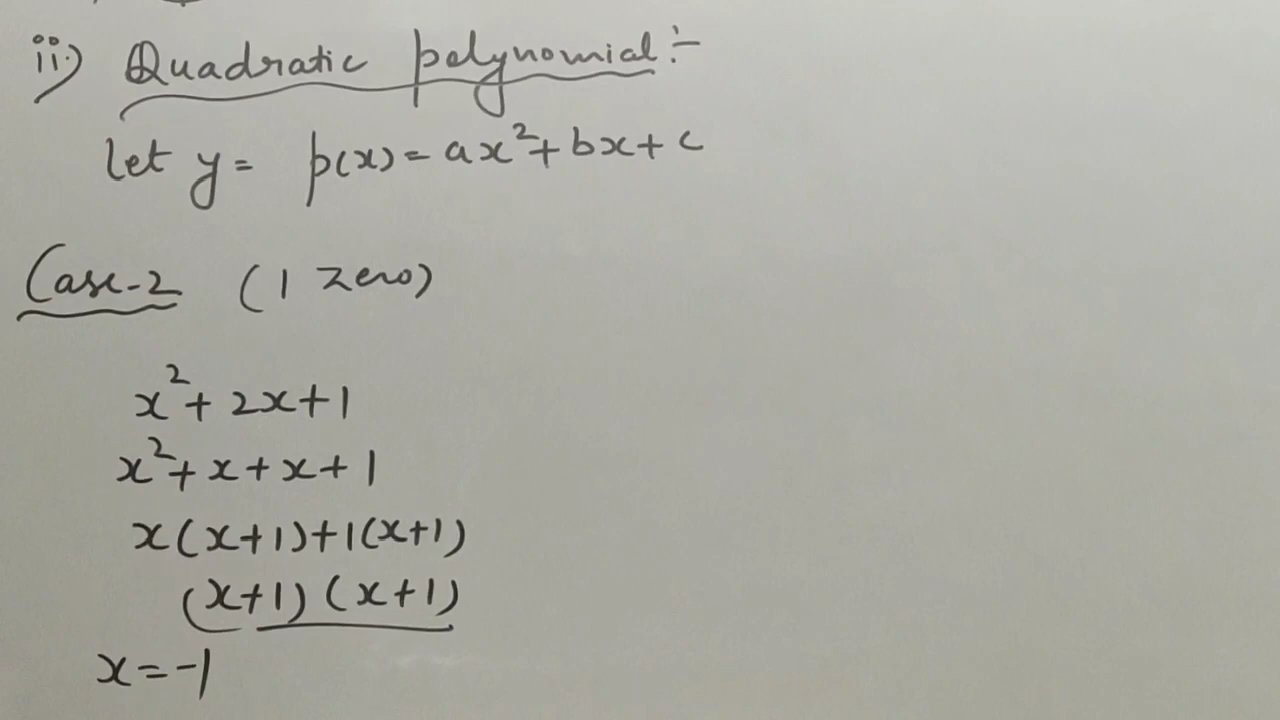 ii) Quadratic polynomial :-
let y = p(x) = ax²+bx+c
Case-2 (1 zero)
x²+2x+1
x²+x+x+1
x(x+1)+1(x+1)
(x+1)(x+1)
x=-1